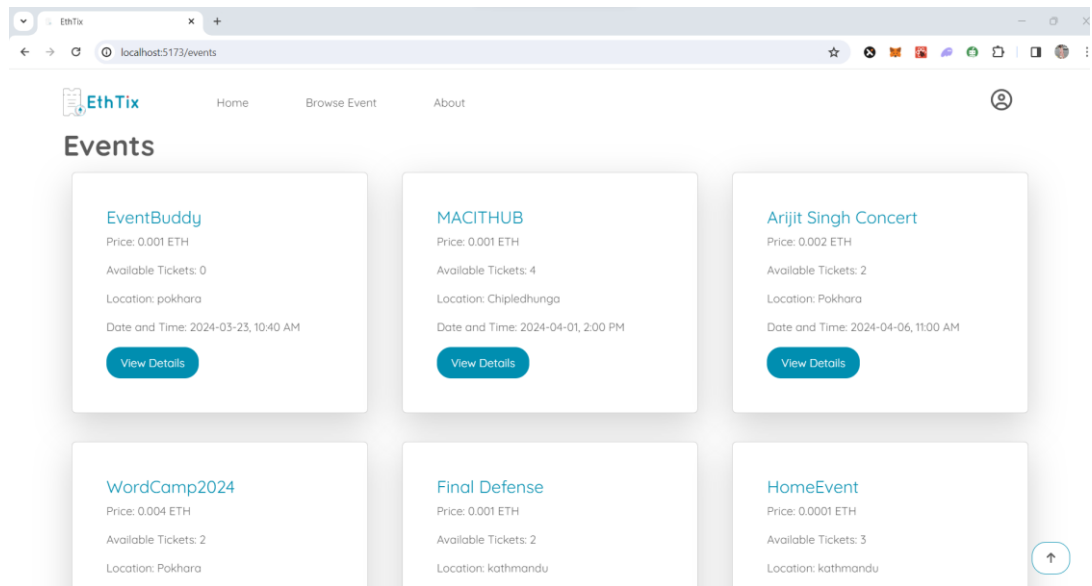 EthTix
localhost:5173/events
EthTix
Home
Browse Event
About
Events
EventBuddy
Price: 0.001 ETH
Available Tickets: 0
Location: pokhara
Date and Time: 2024-03-23, 10:40 AM
View Details
MACITHUB
Price: 0.001 ETH
Available Tickets: 4
Location: Chipledhunga
Date and Time: 2024-04-01, 2:00 PM
View Details
Arijit Singh Concert
Price: 0.002 ETH
Available Tickets: 2
Location: Pokhara
Date and Time: 2024-04-06, 11:00 AM
View Details
WordCamp2024
Price: 0.004 ETH
Available Tickets: 2
Location: Pokhara
Final Defense
Price: 0.001 ETH
Available Tickets: 2
Location: kathmandu
HomeEvent
Price: 0.0001 ETH
Available Tickets: 3
Location: kathmandu